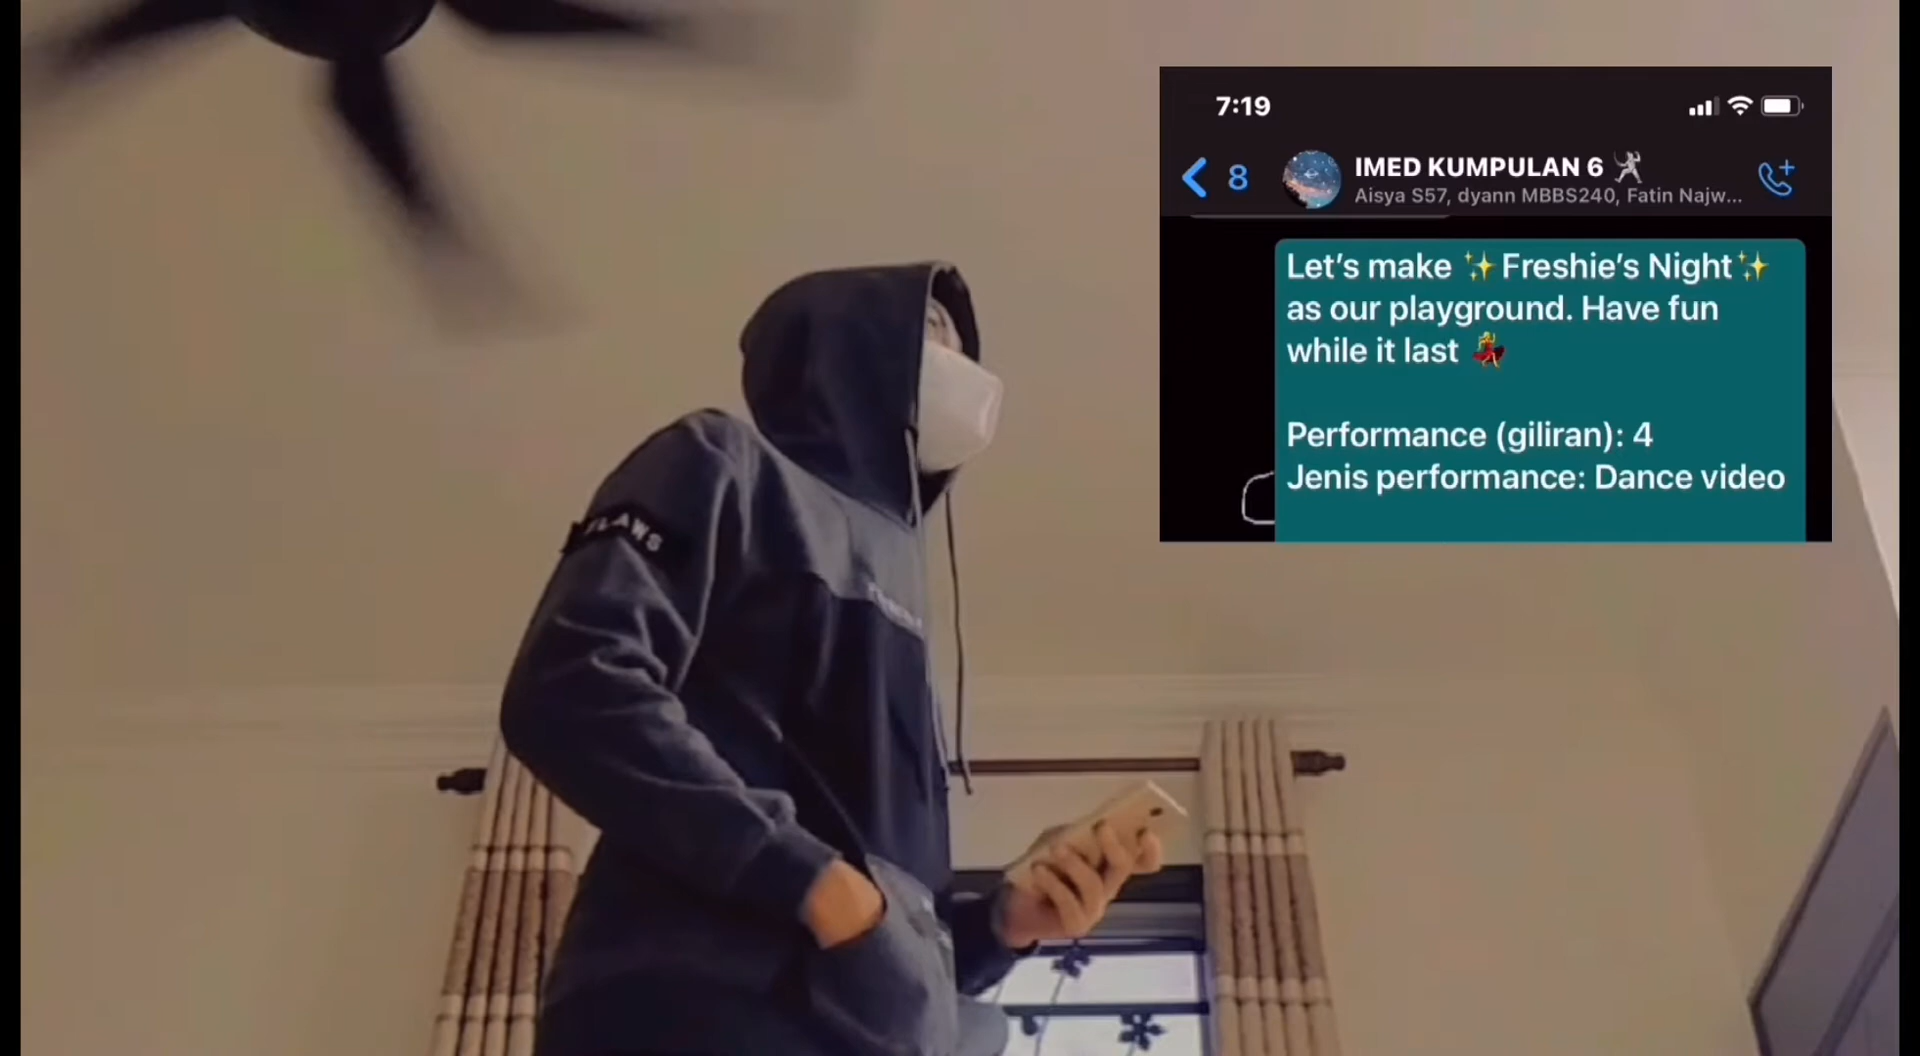 7:19
8
IMED KUMPULAN 6
Aisya S57, dyann MBBS240, Fatin Najw...
Let's make ✨Freshie's Night✨
as our playground. Have fun
while it last 💃
Performance (giliran): 4
Jenis performance: Dance video